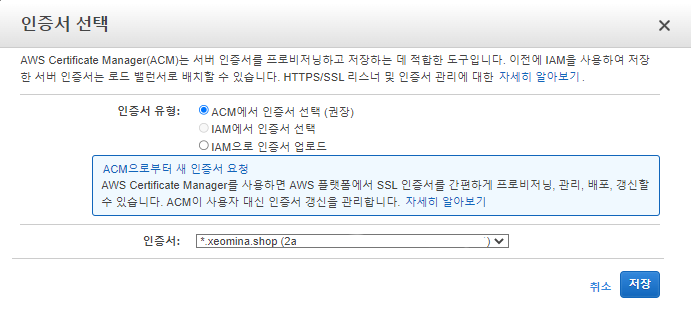 인증서 선택
AWS Certificate Manager(ACM)는 서버 인증서를 프로비저닝하고 저장하는 데 적합한 도구입니다. 이전에 IAM을 사용하여 저장
한 서버 인증서는 로드 밸런서로 배치할 수 있습니다. HTTPS/SSL 리스너 및 인증서 관리에 대한 자세히 알아보기.
인증서 유형: ACM에서 인증서 선택 (권장)
IAM에서 인증서 선택
IAM으로 인증서 업로드
ACM으로부터 새 인증서 요청
AWS Certificate Manager를 사용하면 AWS 플랫폼에서 SSL 인증서를 간편하게 프로비저닝, 관리, 배포, 갱신할
수 있습니다. ACM이 사용자 대신 인증서 갱신을 관리합니다. 자세히 알아보기
인증서: *.xeomina.shop (2a )
취소 저장